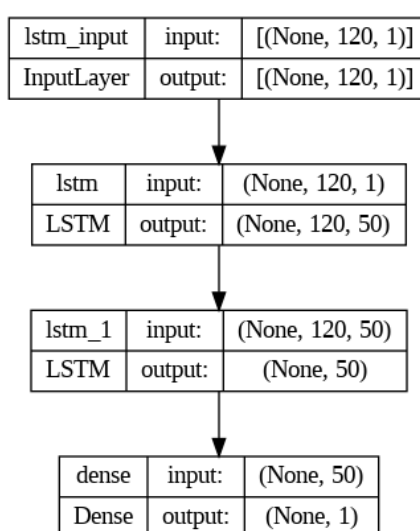 lstm_input input: [(None, 120, 1)]
InputLayer output: [(None, 120, 1)]
lstm input: (None, 120, 1)
LSTM output: (None, 120, 50)
lstm_1 input: (None, 120, 50)
LSTM output: (None, 50)
dense input: (None, 50)
Dense output: (None, 1)